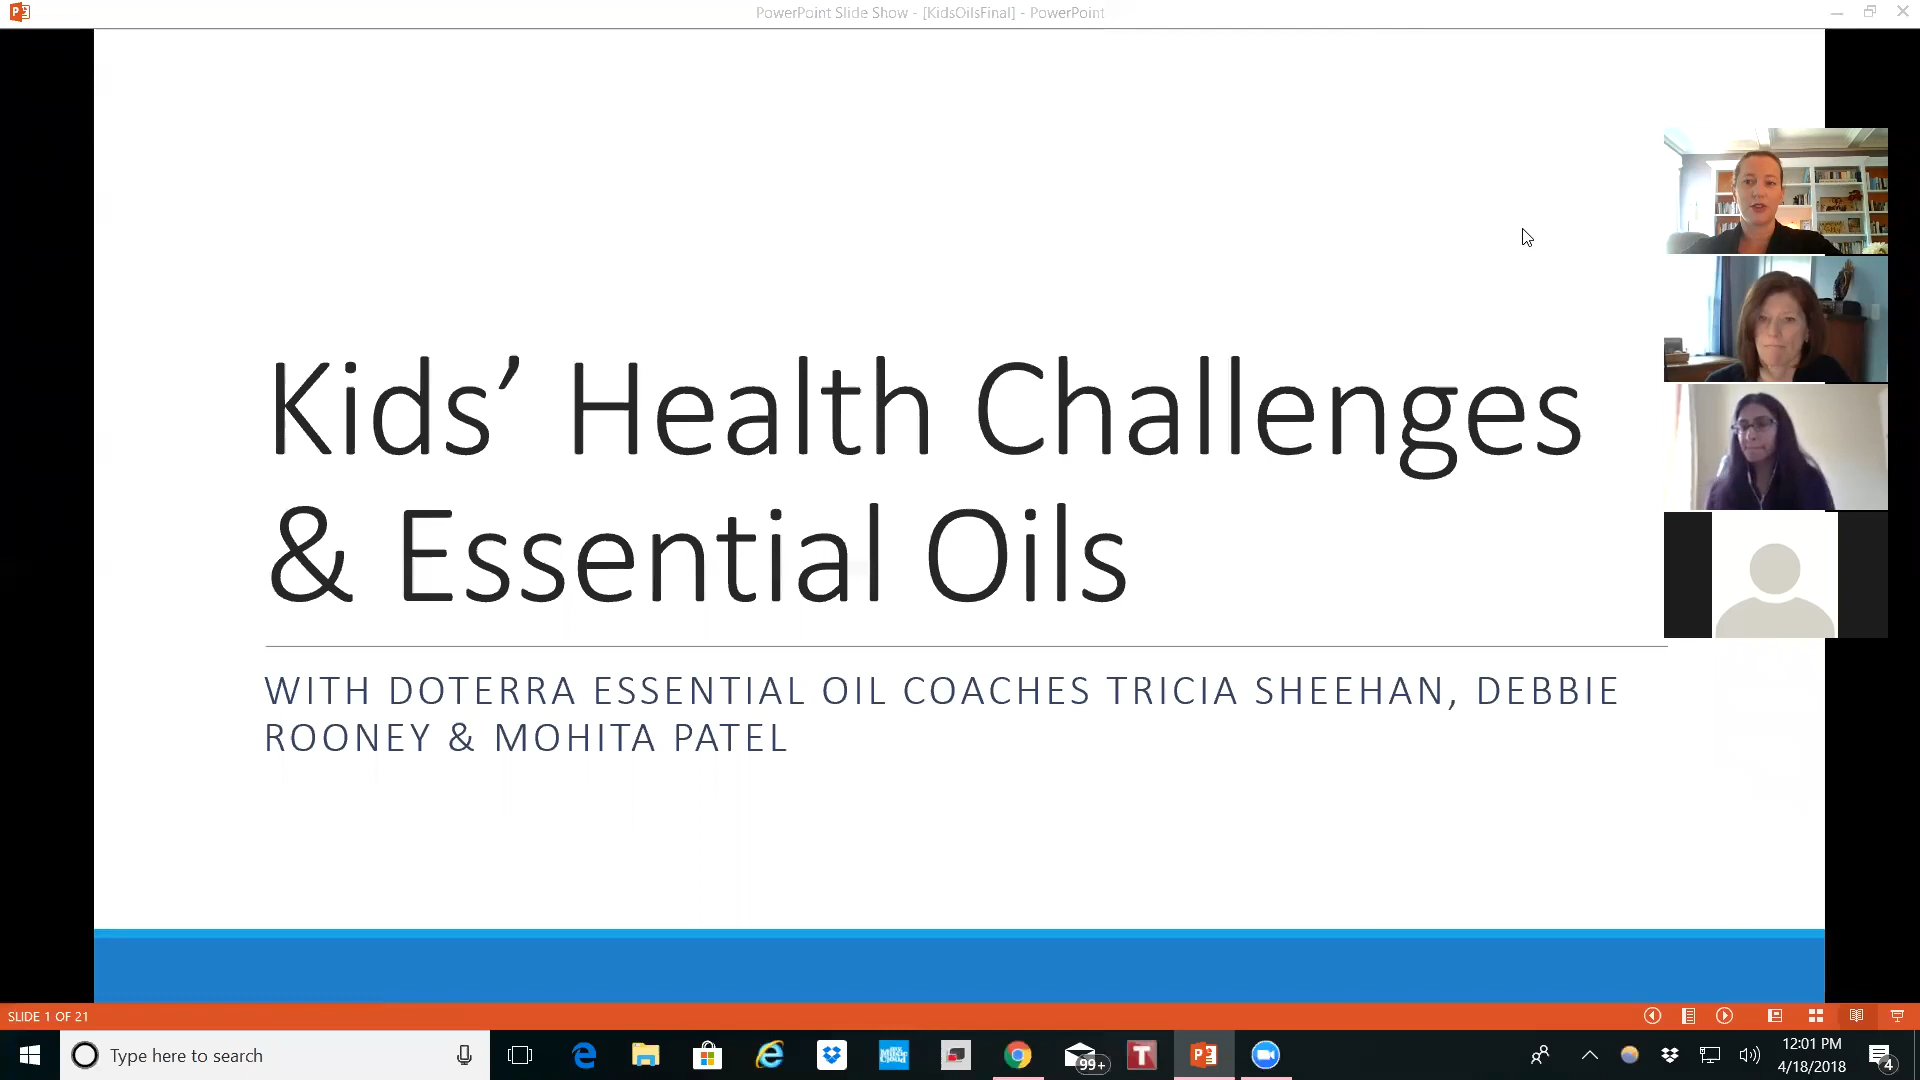 PowerPoint Slide Show - [KidsOilsFinal] - PowerPoint
Kids’ Health Challenges
& Essential Oils
WITH DOTERRA ESSENTIAL OIL COACHES TRICIA SHEEHAN, DEBBIE
ROONEY & MOHITA PATEL
SLIDE 1 OF 21
Type here to search
99+
12:01 PM
4/18/2018
4